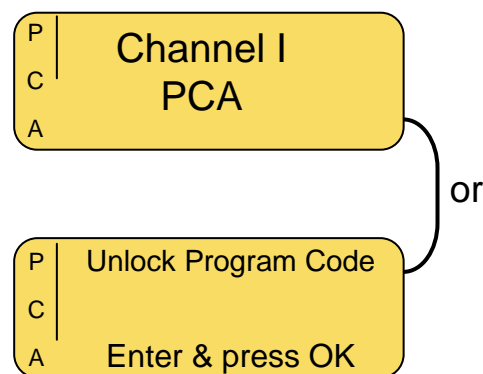 P
C
A
Channel I
PCA
or
P
C
A
Unlock Program Code
Enter & press OK